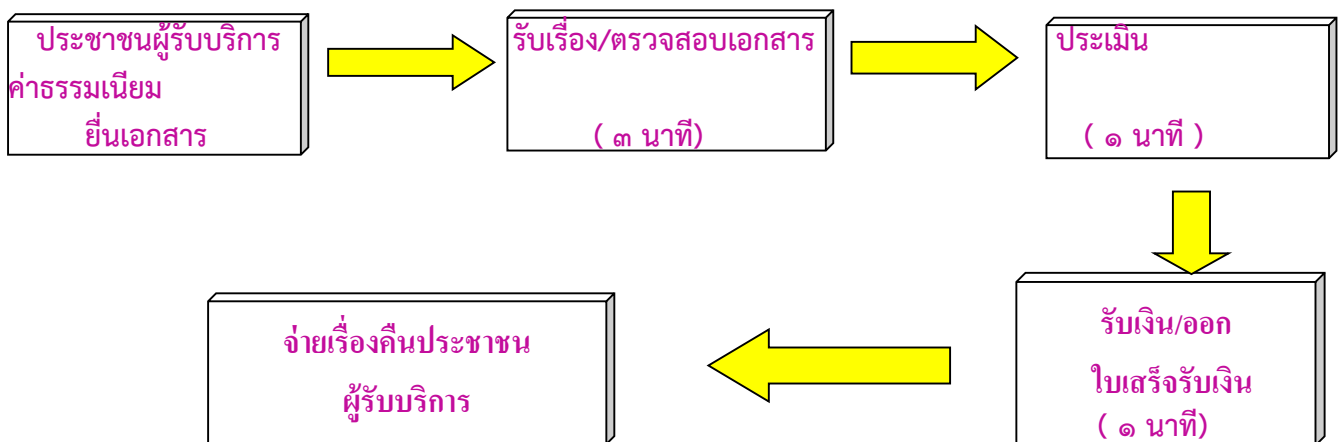 ประชาชนผู้รับบริการ
ค่าธรรมเนียม
ยื่นเอกสาร
รับเรื่อง/ตรวจสอบเอกสาร
( ๓ นาที)
ประเมิน
( ๑ นาที )
รับเงิน/ออก
ใบเสร็จรับเงิน
( ๑ นาที)
จ่ายเรื่องคืนประชาชน
ผู้รับบริการ